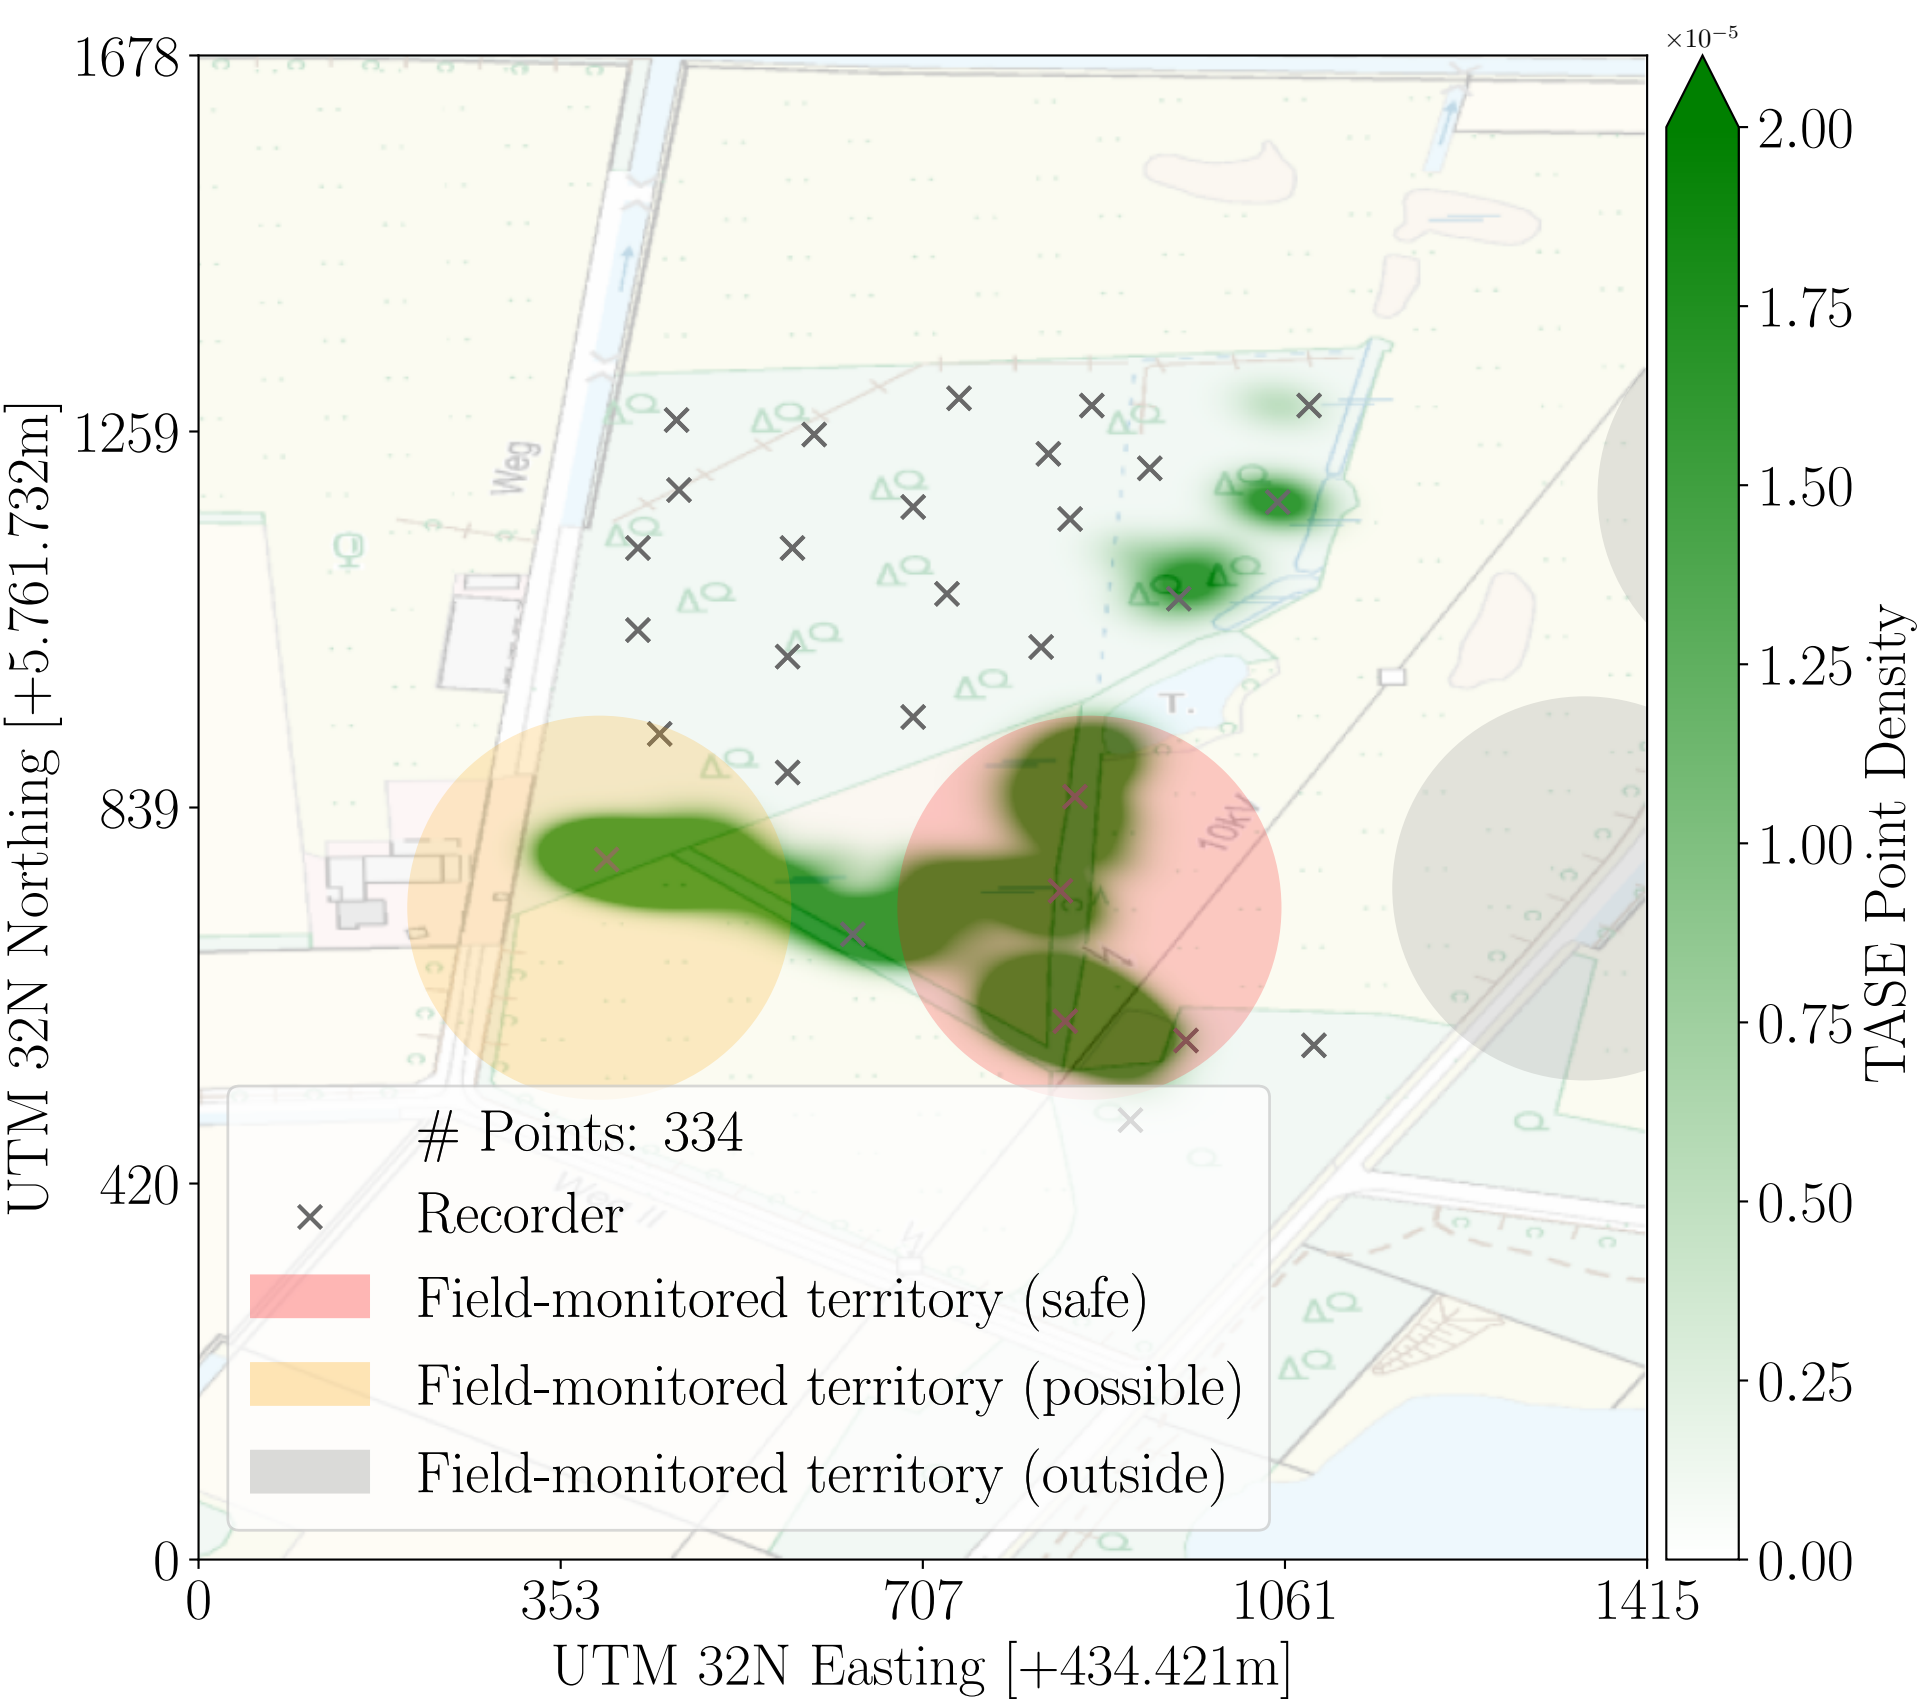 ×10⁻⁵
1678
1259
839
420
0
UTM 32N Northing [+5.761.732m]
Weg
T.
10kV
Weg II
# Points: 334
Recorder
Field-monitored territory (safe)
Field-monitored territory (possible)
Field-monitored territory (outside)
0
353
707
1061
1415
UTM 32N Easting [+434.421m]
2.00
1.75
1.50
1.25
1.00
0.75
0.50
0.25
0.00
TASE Point Density